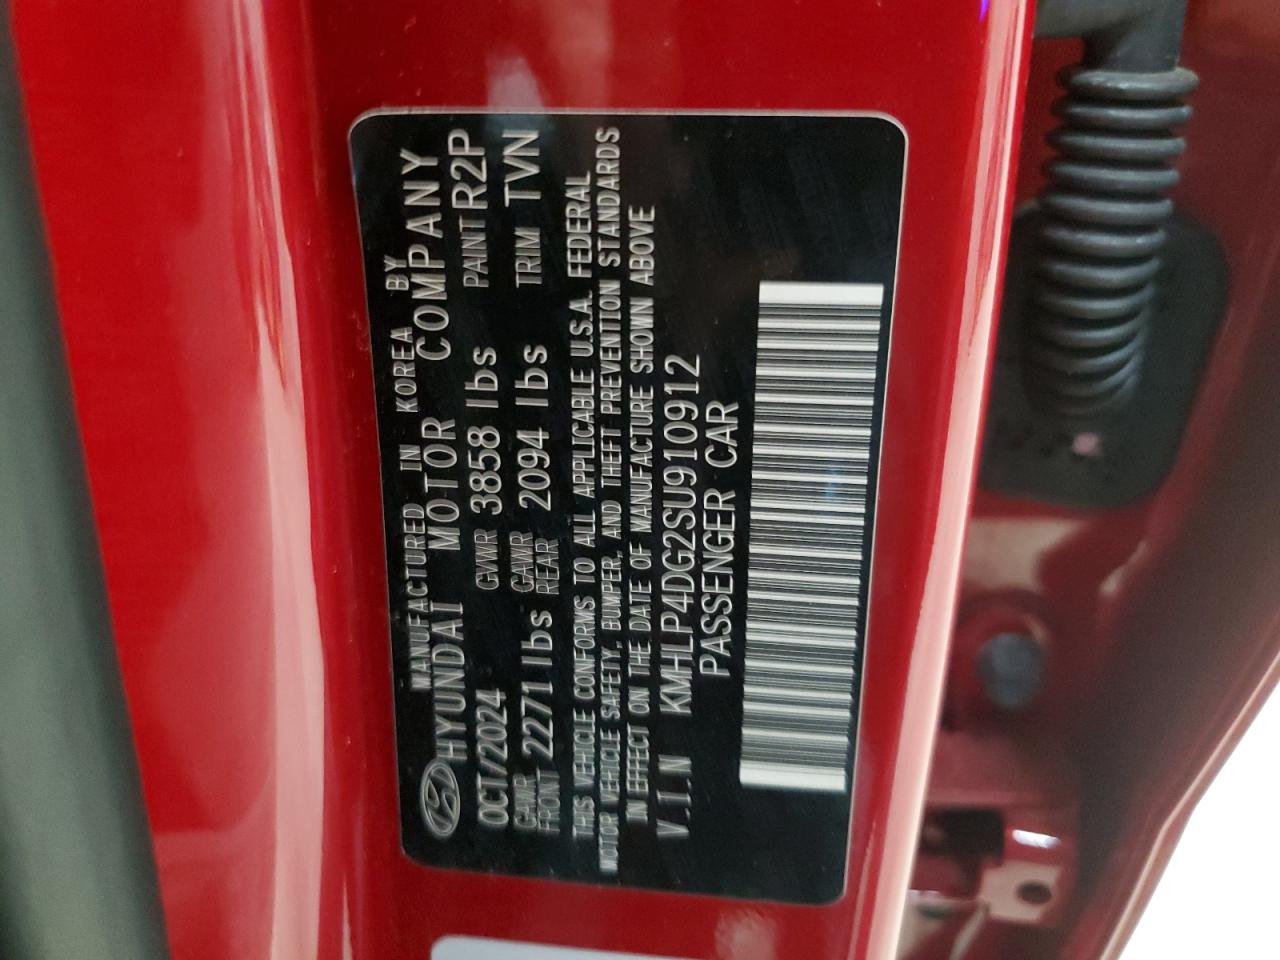 MANUFACTURED IN KOREA BY
HYUNDAI MOTOR COMPANY
OCT/2024 GVWR 3858 lbs PAINT R2P
GAWR FRONT 2271 lbs GAWR REAR 2094 lbs TRIM TVN
THIS VEHICLE CONFORMS TO ALL APPLICABLE U.S.A. FEDERAL
MOTOR VEHICLE SAFETY, BUMPER, AND THEFT PREVENTION STANDARDS
IN EFFECT ON THE DATE OF MANUFACTURE SHOWN ABOVE
V.I.N KMHLP4DG2SU910912
PASSENGER CAR